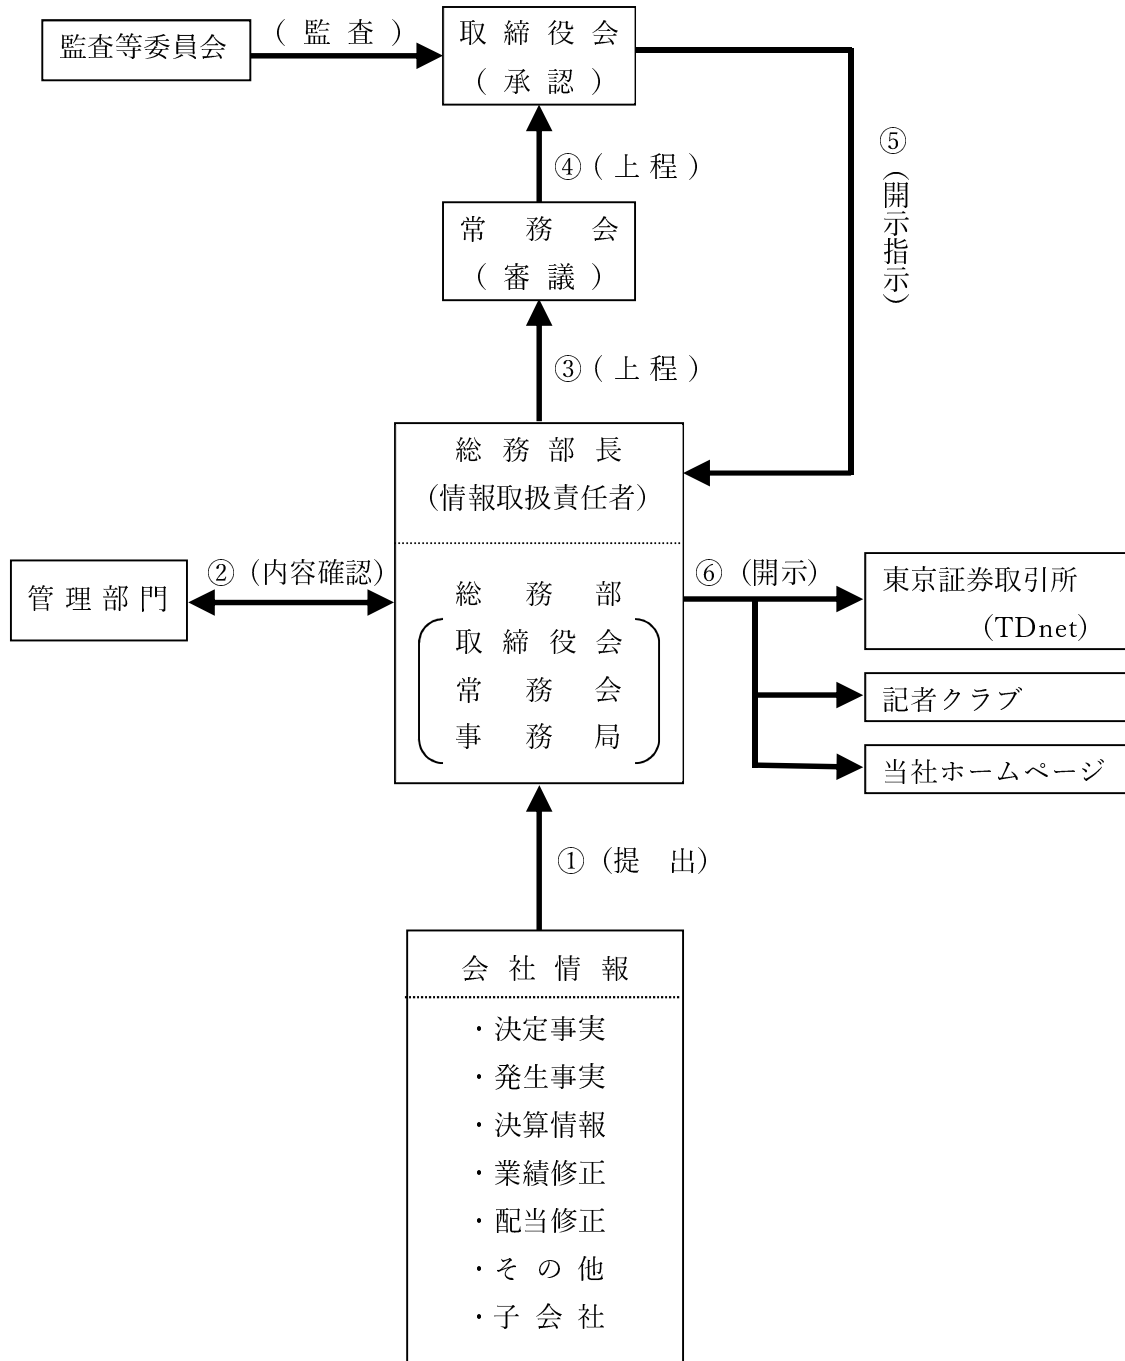 監査等委員会
(監査)
取締役会
(承認)
④(上程)
⑤(開示指示)
常務会
(審議)
③(上程)
総務部長
(情報取扱責任者)
管理部門
②(内容確認)
総務部
取締役会
常務会
事務局
⑥(開示)
東京証券取引所
(TDnet)
記者クラブ
当社ホームページ
①(提 出)
会社情報
・決定事実
・発生事実
・決算情報
・業績修正
・配当修正
・その他
・子会社